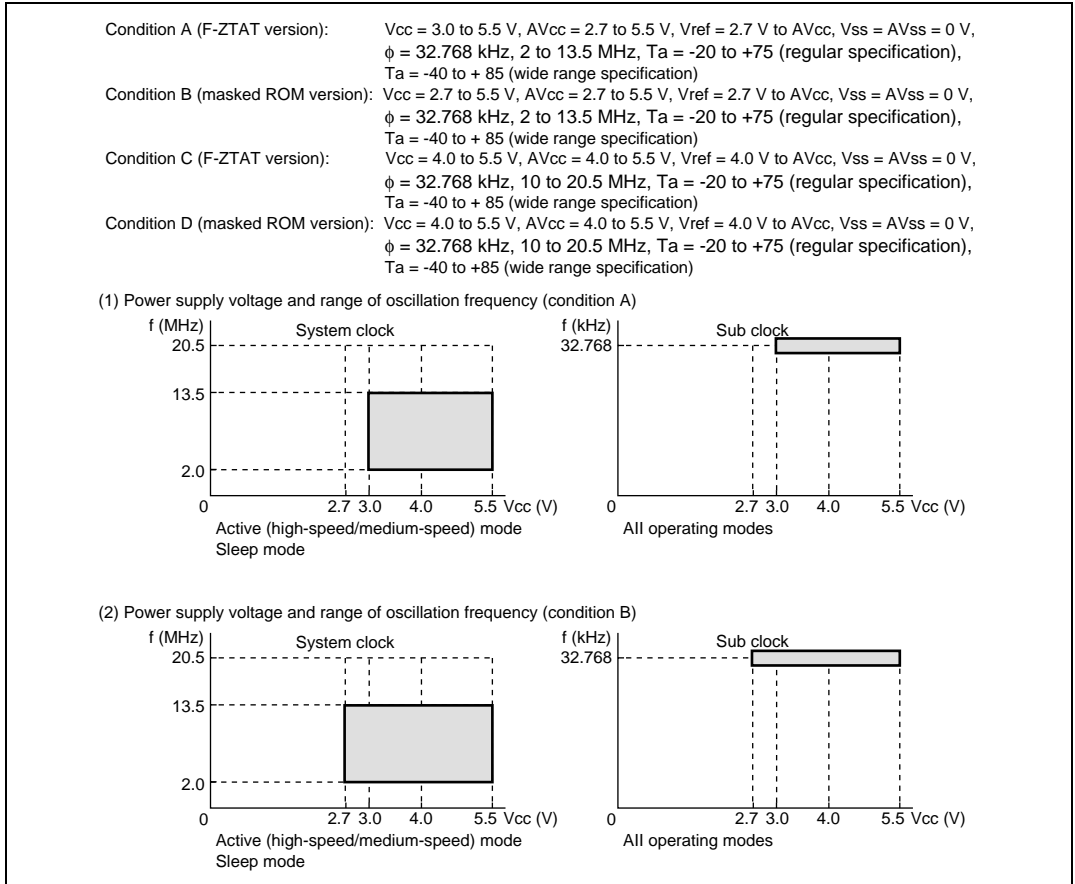 Condition A (F-ZTAT version): Vcc = 3.0 to 5.5 V, AVcc = 2.7 to 5.5 V, Vref = 2.7 V to AVcc, Vss = AVss = 0 V,
ϕ = 32.768 kHz, 2 to 13.5 MHz, Ta = -20 to +75 (regular specification),
Ta = -40 to + 85 (wide range specification)
Condition B (masked ROM version): Vcc = 2.7 to 5.5 V, AVcc = 2.7 to 5.5 V, Vref = 2.7 V to AVcc, Vss = AVss = 0 V,
ϕ = 32.768 kHz, 2 to 13.5 MHz, Ta = -20 to +75 (regular specification),
Ta = -40 to + 85 (wide range specification)
Condition C (F-ZTAT version): Vcc = 4.0 to 5.5 V, AVcc = 4.0 to 5.5 V, Vref = 4.0 V to AVcc, Vss = AVss = 0 V,
ϕ = 32.768 kHz, 10 to 20.5 MHz, Ta = -20 to +75 (regular specification),
Ta = -40 to + 85 (wide range specification)
Condition D (masked ROM version): Vcc = 4.0 to 5.5 V, AVcc = 4.0 to 5.5 V, Vref = 4.0 V to AVcc, Vss = AVss = 0 V,
ϕ = 32.768 kHz, 10 to 20.5 MHz, Ta = -20 to +75 (regular specification),
Ta = -40 to +85 (wide range specification)
(1) Power supply voltage and range of oscillation frequency (condition A)
f (MHz)
System clock
20.5
13.5
2.0
0 2.7 3.0 4.0 5.5 Vcc (V)
Active (high-speed/medium-speed) mode
Sleep mode
f (kHz)
Sub clock
32.768
0 2.7 3.0 4.0 5.5 Vcc (V)
All operating modes
(2) Power supply voltage and range of oscillation frequency (condition B)
f (MHz)
System clock
20.5
13.5
2.0
0 2.7 3.0 4.0 5.5 Vcc (V)
Active (high-speed/medium-speed) mode
Sleep mode
f (kHz)
Sub clock
32.768
0 2.7 3.0 4.0 5.5 Vcc (V)
All operating modes